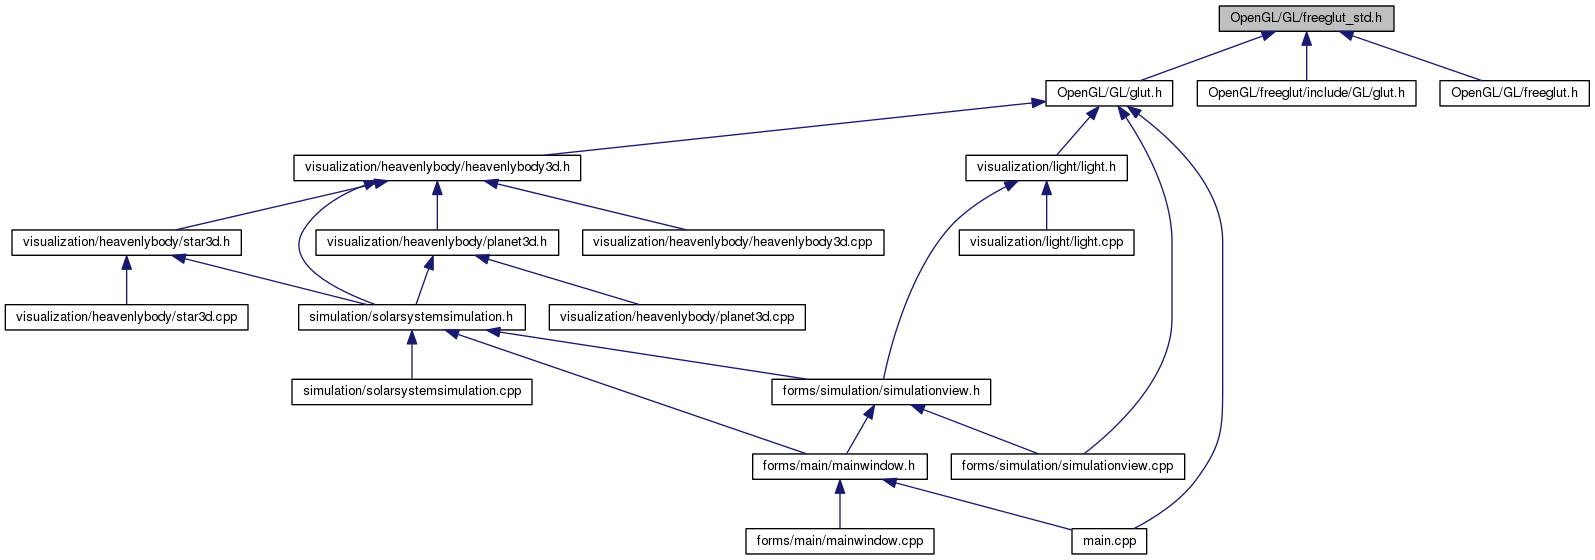 OpenGL/GL/freeglut_std.h
OpenGL/GL/glut.h
OpenGL/freeglut/include/GL/glut.h
OpenGL/GL/freeglut.h
visualization/heavenlybody/heavenlybody3d.h
visualization/light/light.h
visualization/heavenlybody/star3d.h
visualization/heavenlybody/planet3d.h
visualization/heavenlybody/heavenlybody3d.cpp
visualization/light/light.cpp
visualization/heavenlybody/star3d.cpp
simulation/solarsystemsimulation.h
visualization/heavenlybody/planet3d.cpp
simulation/solarsystemsimulation.cpp
forms/simulation/simulationview.h
forms/main/mainwindow.h
forms/simulation/simulationview.cpp
forms/main/mainwindow.cpp
main.cpp